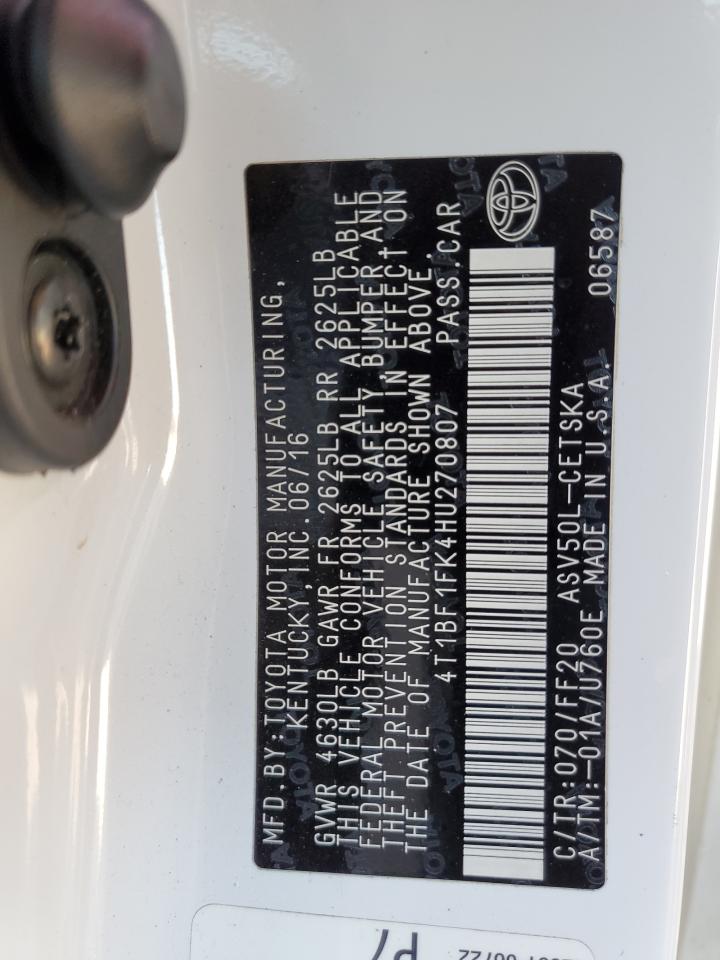 MFD.BY:TOYOTA MOTOR MANUFACTURING,
KENTUCKY,INC.06/16
GVWR 4630LB GAWR FR 2625LB RR 2625LB
THIS VEHICLE CONFORMS TO ALL APPLICABLE
FEDERAL MOTOR VEHICLE SAFETY,BUMPER,AND
THEFT PREVENTION STANDARDS IN EFFECT ON
THE DATE OF MANUFACTURE SHOWN ABOVE.
4T1BF1FK4HU270807 PASS.CAR
C/TR:070/FF20 ASV50L-CETSKA
A/TM:-01A/U760E MADE IN U.S.A. 06587
P7